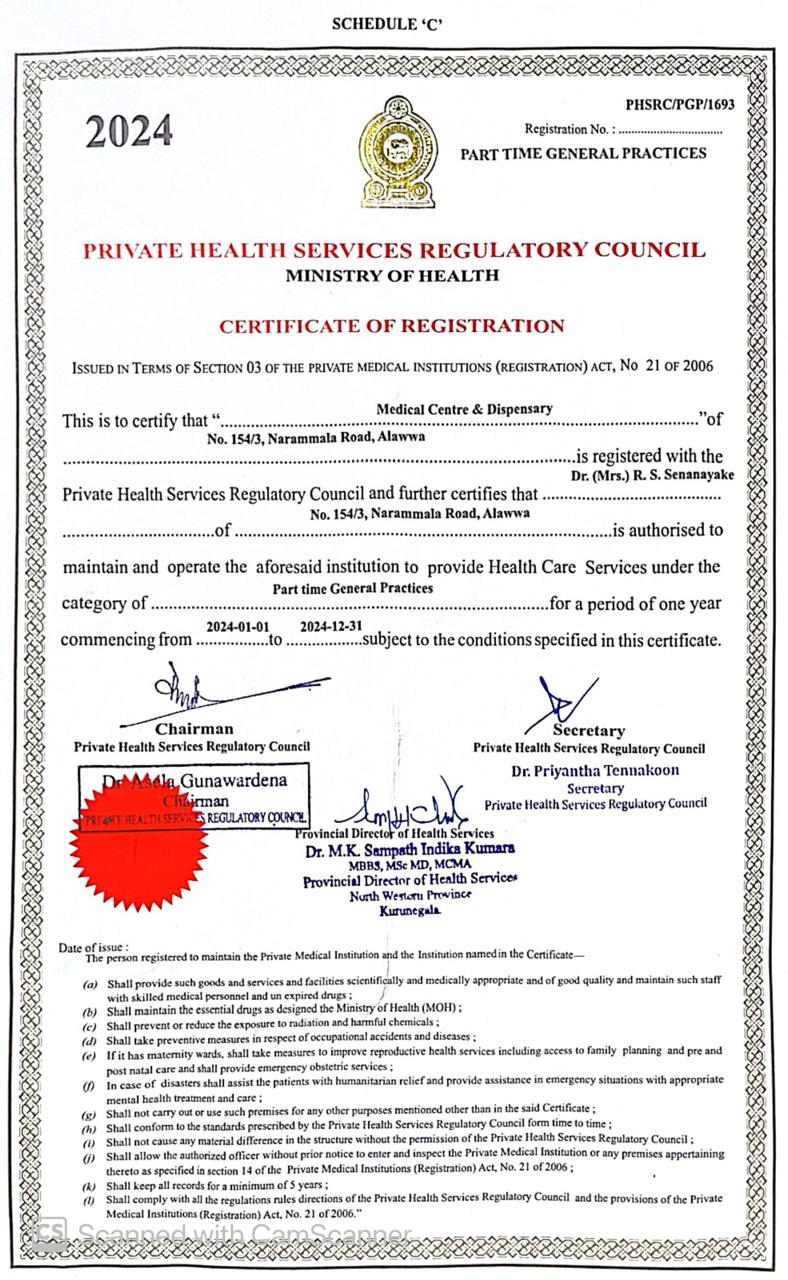 SCHEDULE ‘C’
2024
PHSRC/PGP/1693
Registration No. : ................................
PART TIME GENERAL PRACTICES
PRIVATE HEALTH SERVICES REGULATORY COUNCIL
MINISTRY OF HEALTH
CERTIFICATE OF REGISTRATION
ISSUED IN TERMS OF SECTION 03 OF THE PRIVATE MEDICAL INSTITUTIONS (REGISTRATION) ACT, No 21 OF 2006
Medical Centre & Dispensary
This is to certify that “..........................................................................”of
No. 154/3, Narammala Road, Alawwa
....................................................................................is registered with the
Dr. (Mrs.) R. S. Senanayake
Private Health Services Regulatory Council and further certifies that ................................
No. 154/3, Narammala Road, Alawwa
..........................of ..............................................................is authorised to
maintain and operate the aforesaid institution to provide Health Care Services under the
Part time General Practices
category of ..................................................................for a period of one year
2024-01-01 2024-12-31
commencing from ...............to ...............subject to the conditions specified in this certificate.
Chairman
Private Health Services Regulatory Council
Secretary
Private Health Services Regulatory Council
Dr. Asela Gunawardena
Chairman
PRIVATE HEALTH SERVICES REGULATORY COUNCIL
Dr. Priyantha Tennakoon
Secretary
Private Health Services Regulatory Council
Provincial Director of Health Services
Dr. M.K. Sampath Indika Kumara
MBBS, MSc MD, MCMA
Provincial Director of Health Services
North Western Province
Kurunegala
Date of issue :
The person registered to maintain the Private Medical Institution and the Institution named in the Certificate—
(a) Shall provide such goods and services and facilities scientifically and medically appropriate and of good quality and maintain such staff
with skilled medical personnel and un expired drugs ;
(b) Shall maintain the essential drugs as designed the Ministry of Health (MOH) ;
(c) Shall prevent or reduce the exposure to radiation and harmful chemicals ;
(d) Shall take preventive measures in respect of occupational accidents and diseases ;
(e) If it has maternity wards, shall take measures to improve reproductive health services including access to family planning and pre and
post natal care and shall provide emergency obstetric services ;
(f) In case of disasters shall assist the patients with humanitarian relief and provide assistance in emergency situations with appropriate
mental health treatment and care ;
(g) Shall not carry out or use such premises for any other purposes mentioned other than in the said Certificate ;
(h) Shall conform to the standards prescribed by the Private Health Services Regulatory Council form time to time ;
(i) Shall not cause any material difference in the structure without the permission of the Private Health Services Regulatory Council ;
(j) Shall allow the authorized officer without prior notice to enter and inspect the Private Medical Institution or any premises appertaining
thereto as specified in section 14 of the Private Medical Institutions (Registration) Act, No. 21 of 2006 ;
(k) Shall keep all records for a minimum of 5 years ;
(l) Shall comply with all the regulations rules directions of the Private Health Services Regulatory Council and the provisions of the Private
Medical Institutions (Registration) Act, No. 21 of 2006.”
CS Scanned with CamScanner